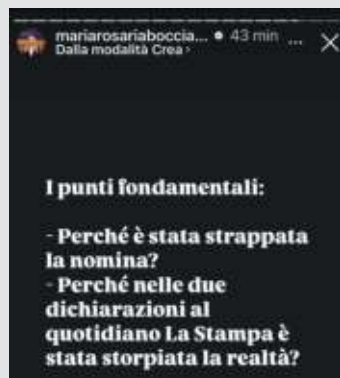 mariarosariaboccia... • 43 min ...
Dalla modalità Crea ›
I punti fondamentali:
- Perché è stata strappata
la nomina?
- Perché nelle due
dichiarazioni al
quotidiano La Stampa è
stata storpiata la realtà?